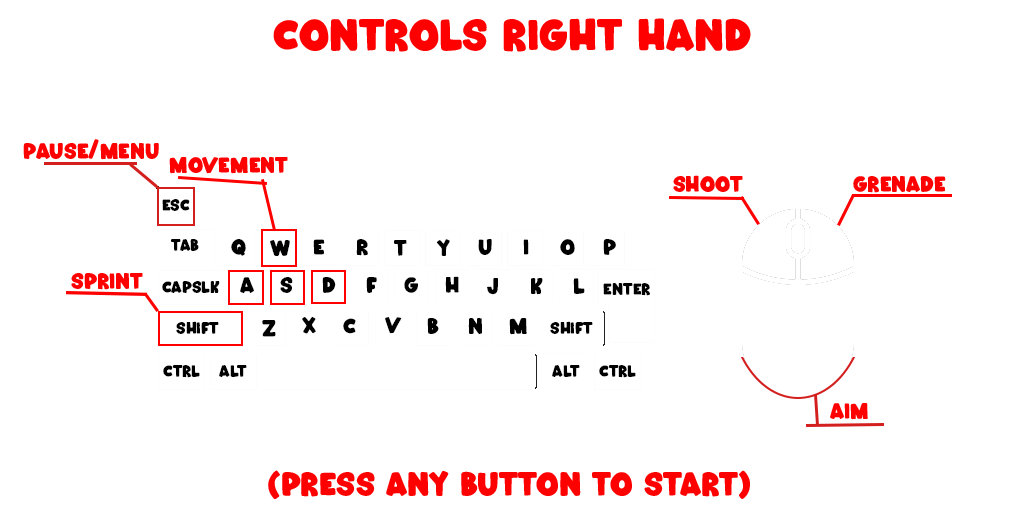 CONTROLS RIGHT HAND
PAUSE/MENU
MOVEMENT
SHOOT
GRENADE
ESC
TAB Q W E R T Y U I O P
SPRINT
CAPSLK A S D F G H J K L ENTER
SHIFT Z X C V B N M SHIFT
CTRL ALT ALT CTRL
AIM
(PRESS ANY BUTTON TO START)